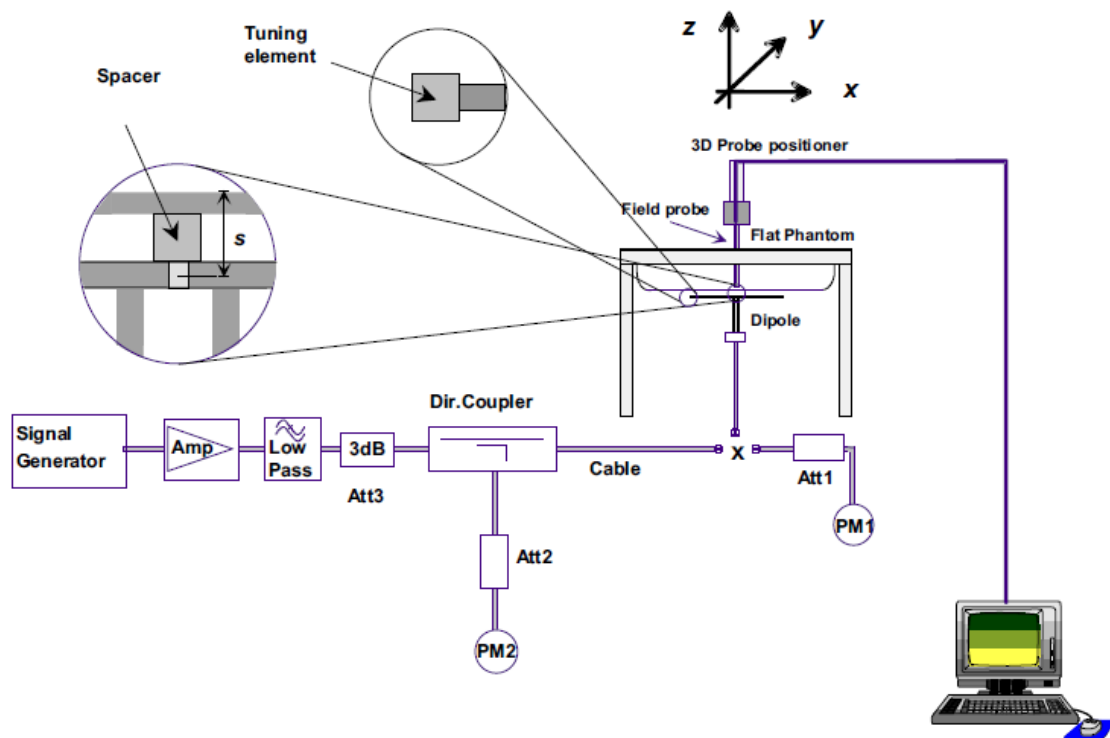 Tuning
element
Spacer
z
y
x
s
3D Probe positioner
Field probe
Flat Phantom
Dipole
Dir.Coupler
Signal
Generator
Amp
Low
Pass
3dB
Att3
Cable
x
Att1
PM1
Att2
PM2